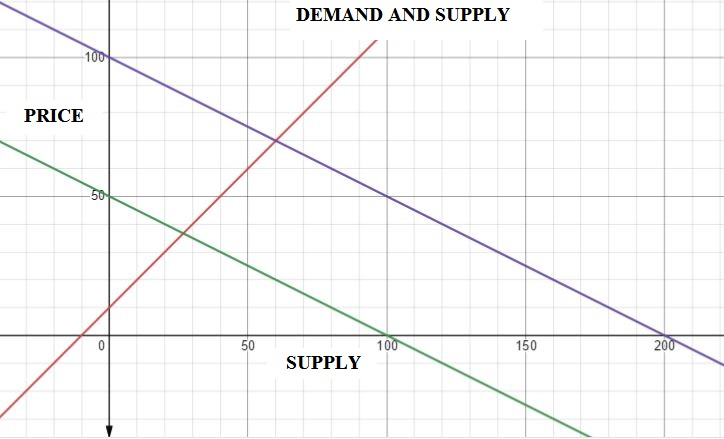 DEMAND AND SUPPLY
100
PRICE
50
0 50 100 150 200
SUPPLY